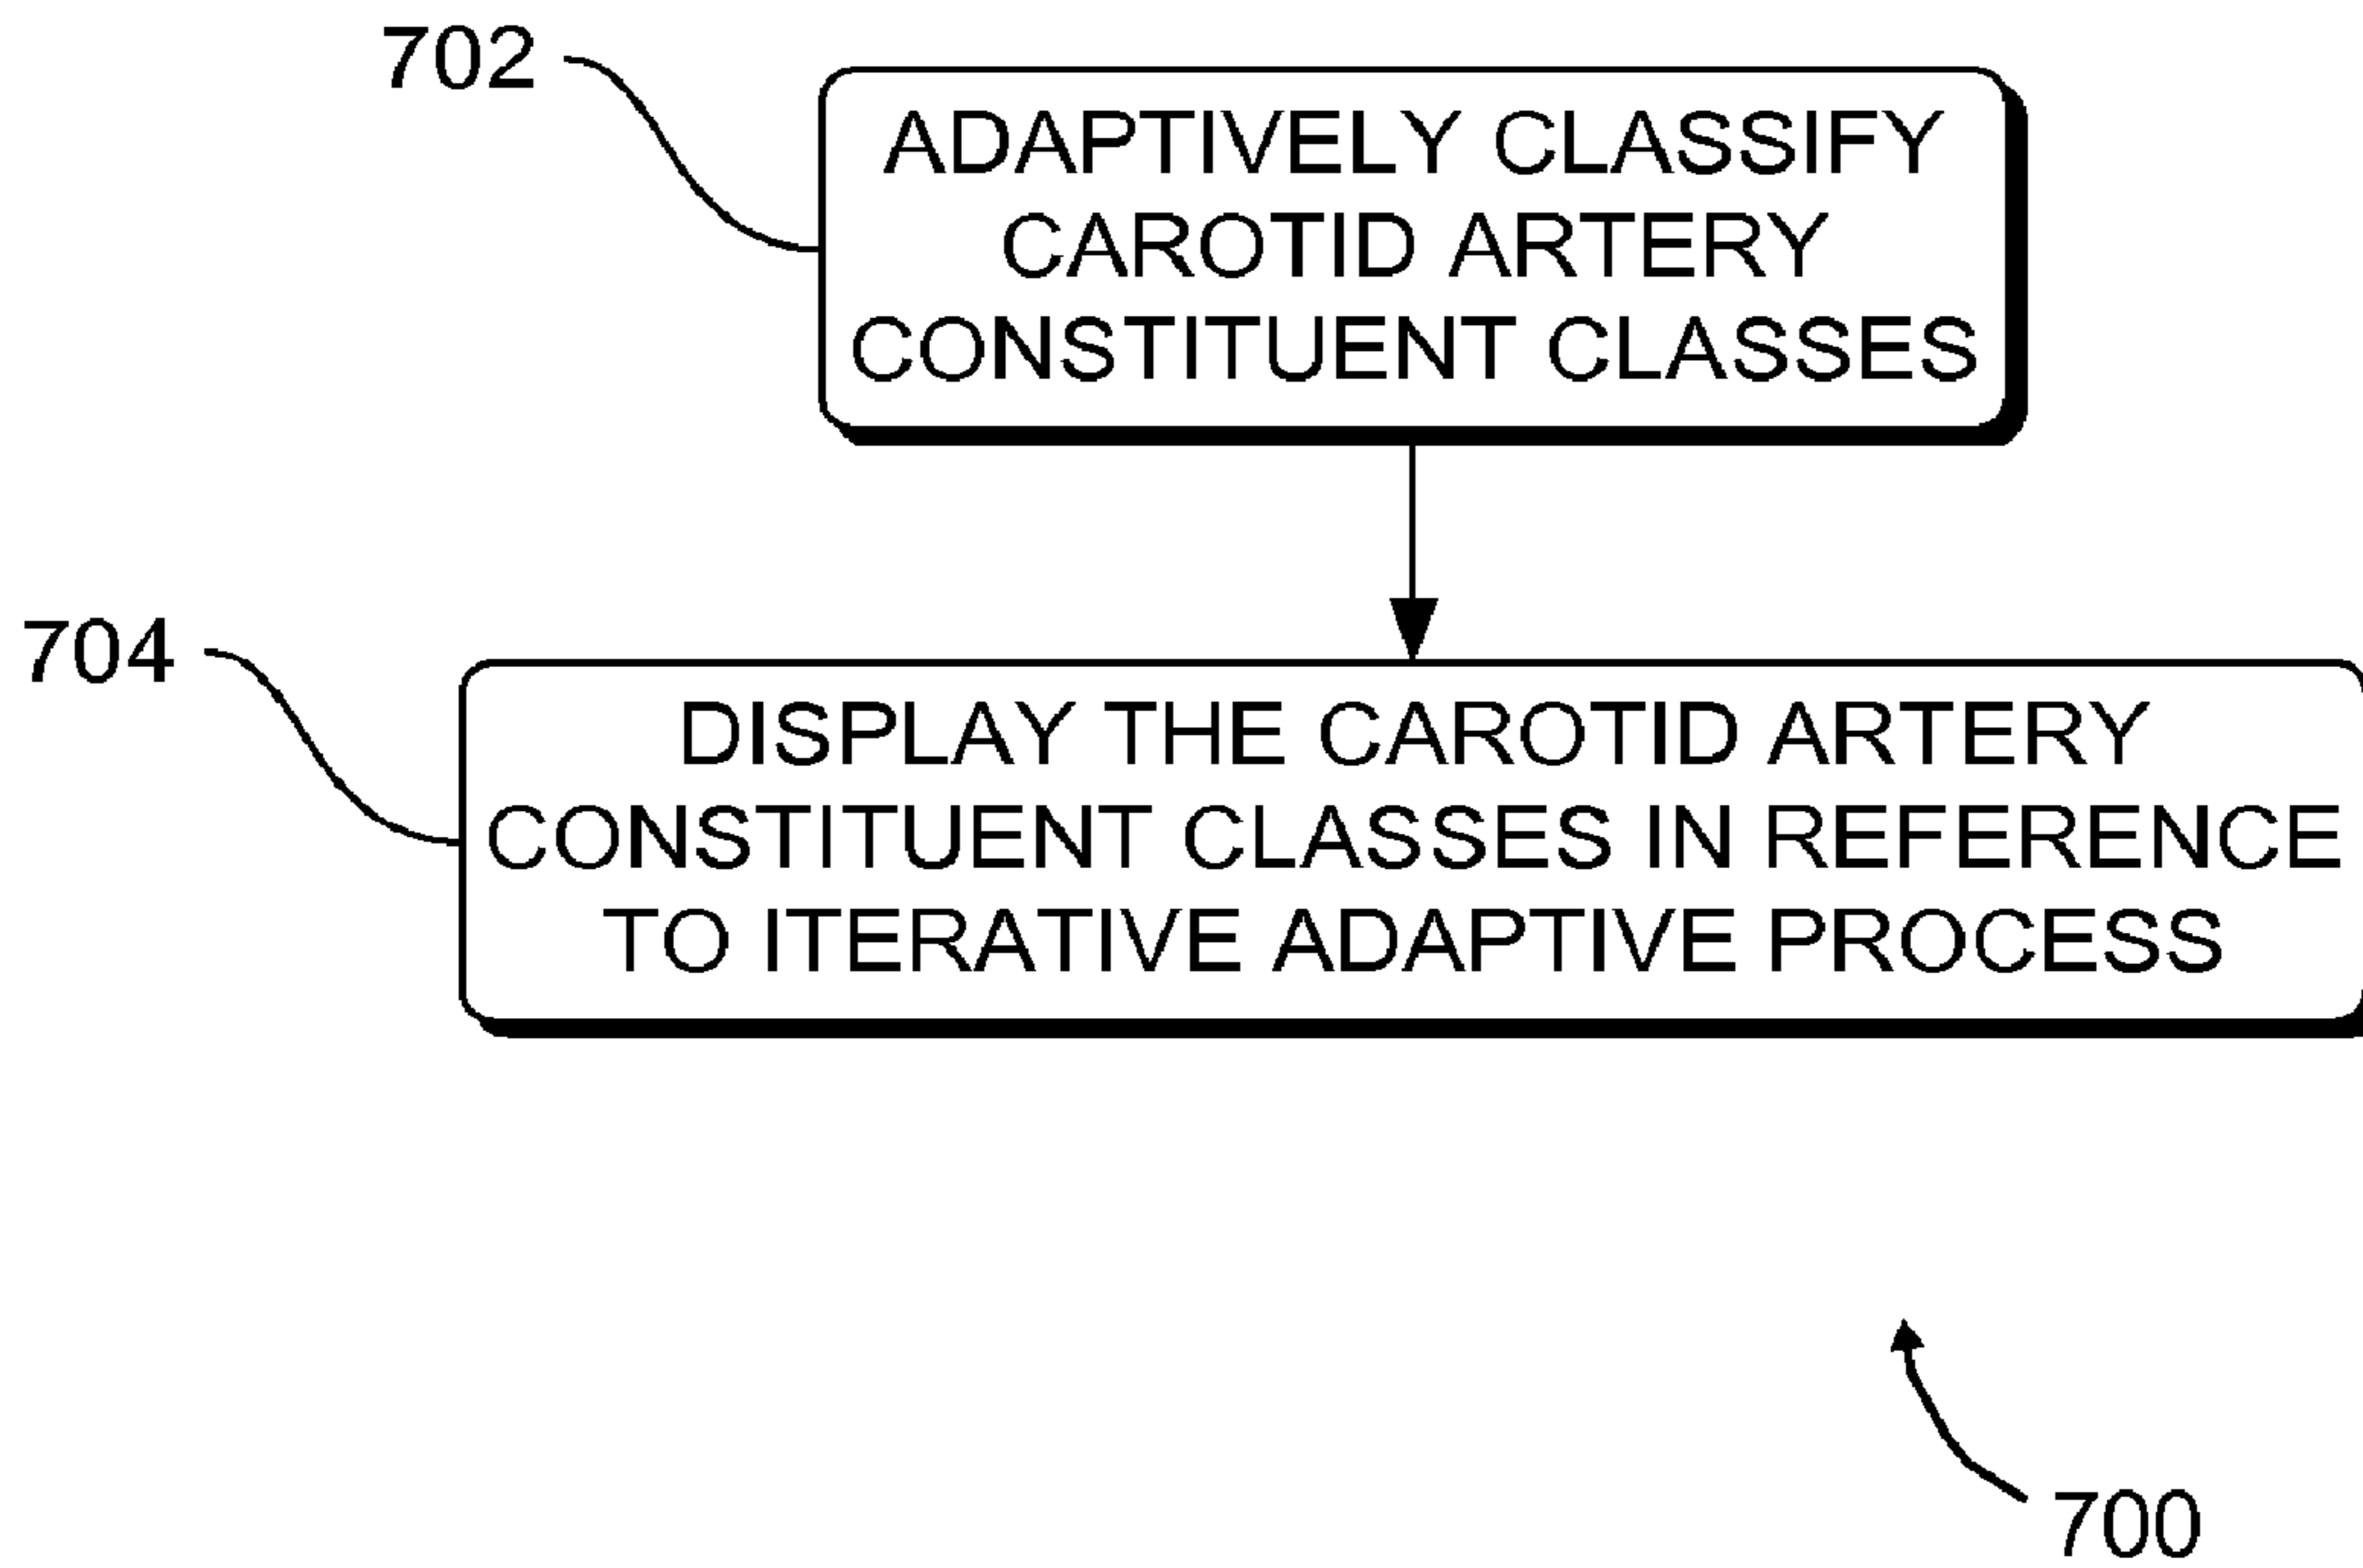 702
ADAPTIVELY CLASSIFY
CAROTID ARTERY
CONSTITUENT CLASSES
704
DISPLAY THE CAROTID ARTERY
CONSTITUENT CLASSES IN REFERENCE
TO ITERATIVE ADAPTIVE PROCESS
700